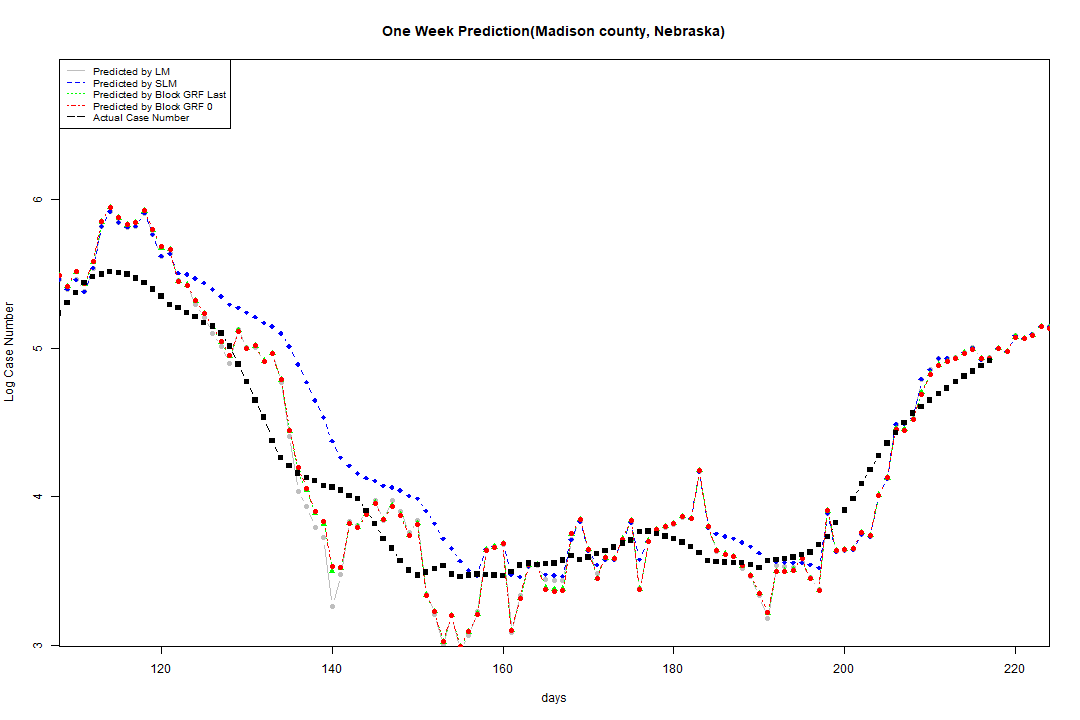 One Week Prediction(Madison county, Nebraska)
Predicted by LM
Predicted by SLM
Predicted by Block GRF Last
Predicted by Block GRF 0
Actual Case Number
6
5
4
3
Log Case Number
120 140 160 180 200 220
days